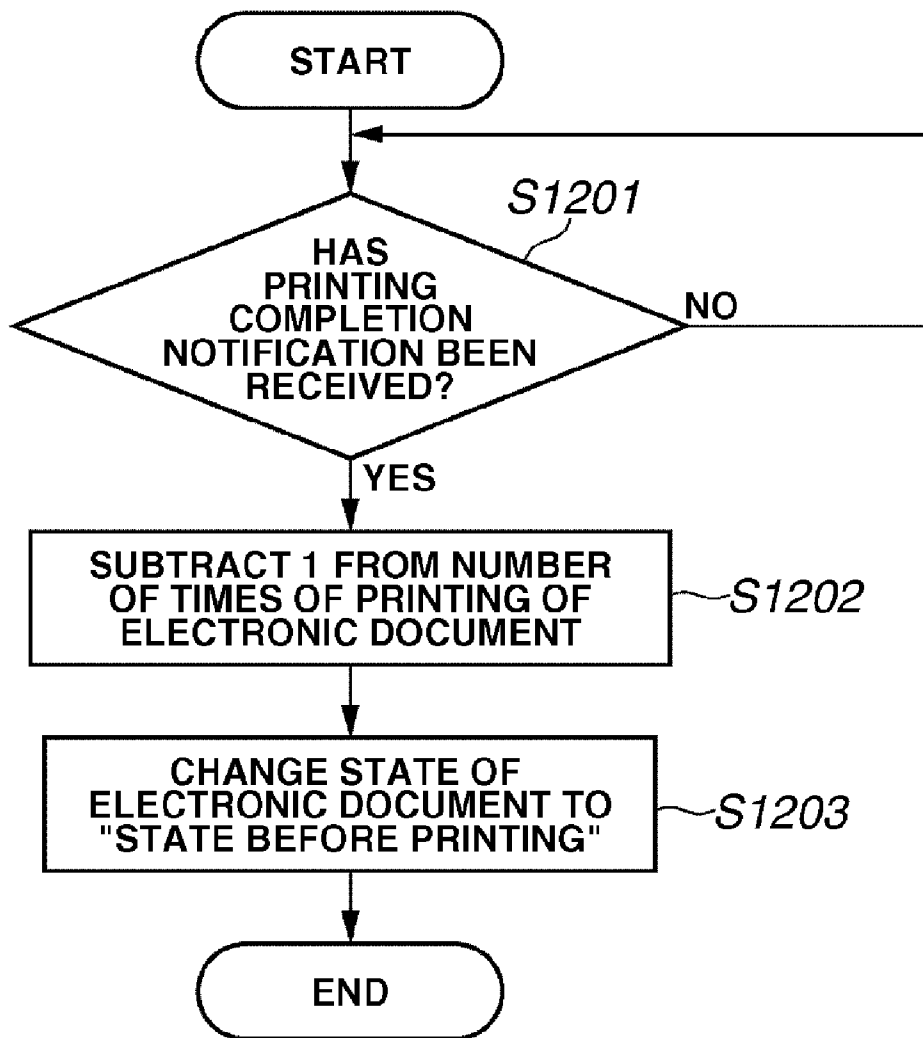 START
S1201
HAS
PRINTING
COMPLETION
NOTIFICATION BEEN
RECEIVED?
NO
YES
SUBTRACT 1 FROM NUMBER
OF TIMES OF PRINTING OF
ELECTRONIC DOCUMENT
S1202
CHANGE STATE OF
ELECTRONIC DOCUMENT TO
"STATE BEFORE PRINTING"
S1203
END